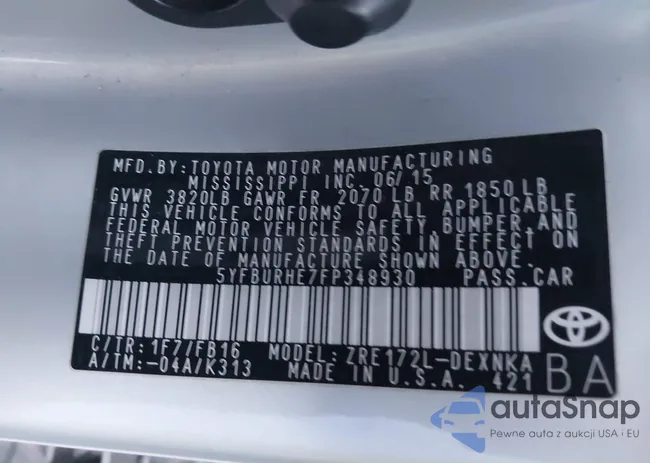 MFD.BY:TOYOTA MOTOR MANUFACTURING
MISSISSIPPI INC. 06/15
GVWR 3820LB GAWR FR 2070 LB RR 1850 LB
THIS VEHICLE CONFORMS TO ALL APPLICABLE
FEDERAL MOTOR VEHICLE SAFETY, BUMPER,AND
THEFT PREVENTION STANDARDS IN EFFECT ON
THE DATE OF MANUFACTURE SHOWN ABOVE.
5YFBURHE7FP348930 PASS.CAR
C/TR:1F7/FB16 MODEL:ZRE172L-DEXNKA
A/TM:-04A/K313 MADE IN U.S.A. 421
BA
autaSnap
Pewne auta z aukcji USA i EU